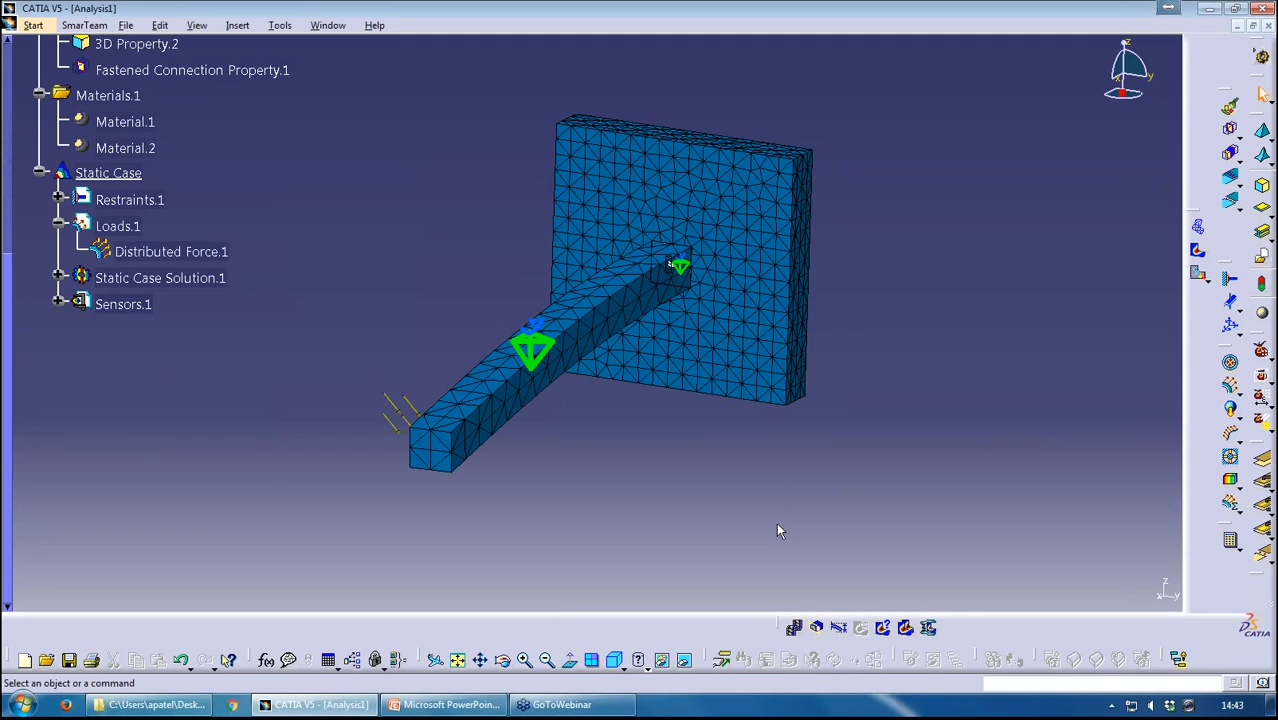 CATIA V5 - [Analysis1]
Start SmarTeam File Edit View Insert Tools Window Help
3D Property.2
Fastened Connection Property.1
Materials.1
Material.1
Material.2
Static Case
Restraints.1
Loads.1
Distributed Force.1
Static Case Solution.1
Sensors.1
z
x
y
z
x y
CATIA
f(x)
Select an object or a command
C:\Users\apatel\Desk...
CATIA V5 - [Analysis1]
Microsoft PowerPoin...
GoToWebinar
14:43